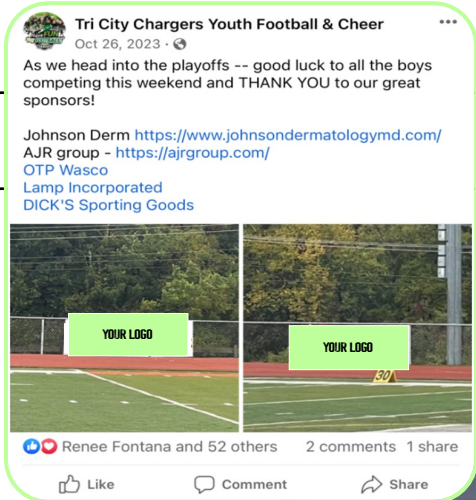 Tri City Chargers Youth Football & Cheer
Oct 26, 2023 ·
As we head into the playoffs -- good luck to all the boys
competing this weekend and THANK YOU to our great
sponsors!
Johnson Derm https://www.johnsondermatologymd.com/
AJR group - https://ajrgroup.com/
OTP Wasco
Lamp Incorporated
DICK'S Sporting Goods
YOUR LOGO
YOUR LOGO
30
Renee Fontana and 52 others 2 comments 1 share
Like Comment Share